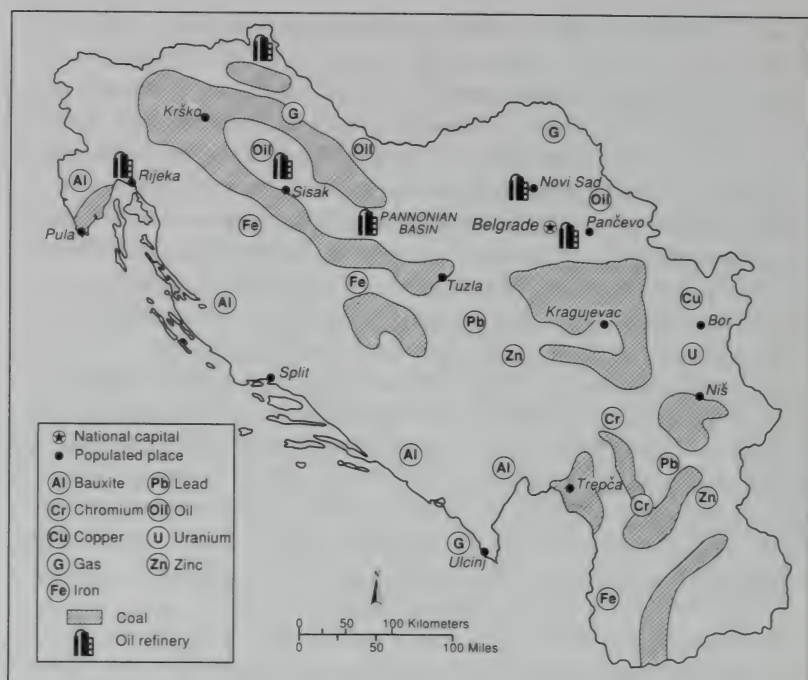 G
Krško
Oil
Oil
G
Al
Rijeka
Sisak
Novi Sad
Oil
Pula
Fe
PANNONIAN
BASIN
Belgrade
Pančevo
Fe
Tuzla
Al
Pb
Kragujevac
Cu
Bor
Zn
U
Split
Niš
Cr
Al
Al
Trepča
Pb
Zn
Cr
G
Ulcinj
Fe
National capital
Populated place
Al Bauxite Pb Lead
Cr Chromium Oil Oil
Cu Copper U Uranium
G Gas Zn Zinc
Fe Iron
Coal
Oil refinery
0 50 100 Kilometers
0 50 100 Miles